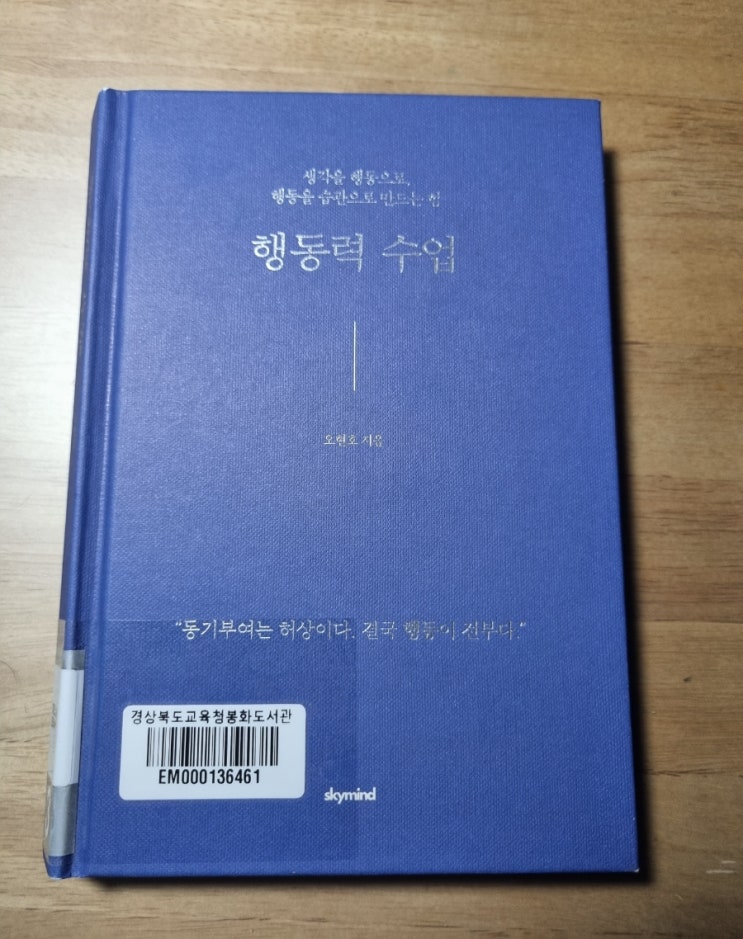 생각을 행동으로,
행동을 습관으로 만드는 힘
행동력 수업
오현호 지음
"동기부여는 허상이다. 결국 행동이 전부다."
경상북도교육청봉화도서관
EM000136461
skymind